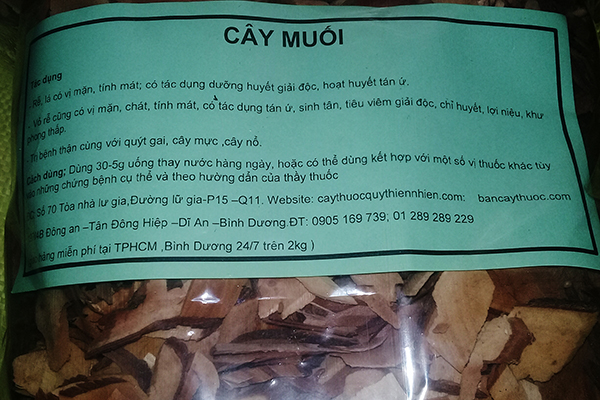 CÂY MUỐI
Tác dụng
- Rễ, lá có vị mặn, tính mát; có tác dụng dưỡng huyết giải độc, hoạt huyết tán ứ.
- Vỏ rễ cũng có vị mặn, chát, tính mát, có tác dụng tán ứ, sinh tân, tiêu viêm giải độc, chỉ huyết, lợi niệu, khư
phong thấp.
bệnh thận cùng với quýt gai, cây mực ,cây nổ.
Cách dùng; Dùng 30-5g uống thay nước hàng ngày, hoặc có thể dùng kết hợp với một số vị thuốc khác tùy
những chứng bệnh cụ thể và theo hướng dẫn của thầy thuốc
Số 70 Tòa nhà lư gia,Đường lữ gia-P15 –Q11. Website: caythuocquythiennhien.com: bancaythuoc.com
Đông an –Tân Đông Hiệp –Dĩ An –Bình Dương.ĐT: 0905 169 739; 01 289 289 229
hàng miễn phí tại TPHCM ,Bình Dương 24/7 trên 2kg )